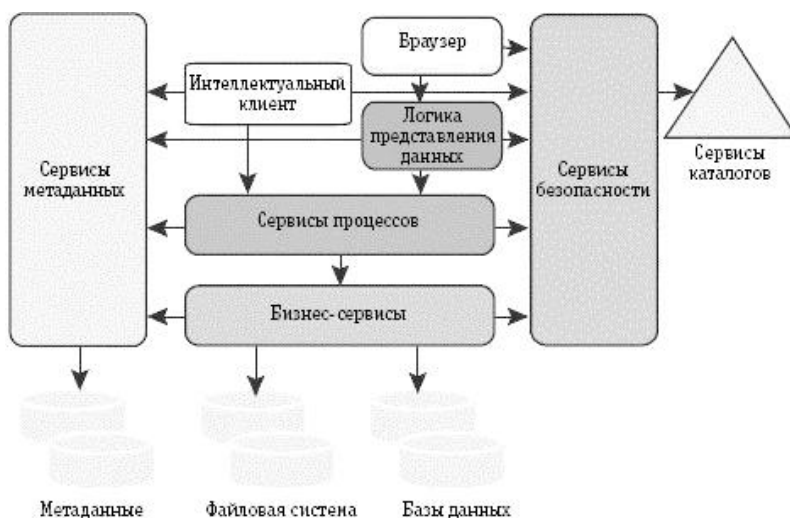 Браузер
Интеллектуальный
клиент
Логика
представления
данных
Сервисы
метаданных
Сервисы
безопасности
Сервисы
каталогов
Сервисы процессов
Бизнес-сервисы
Метаданные
Файловая система
Базы данных